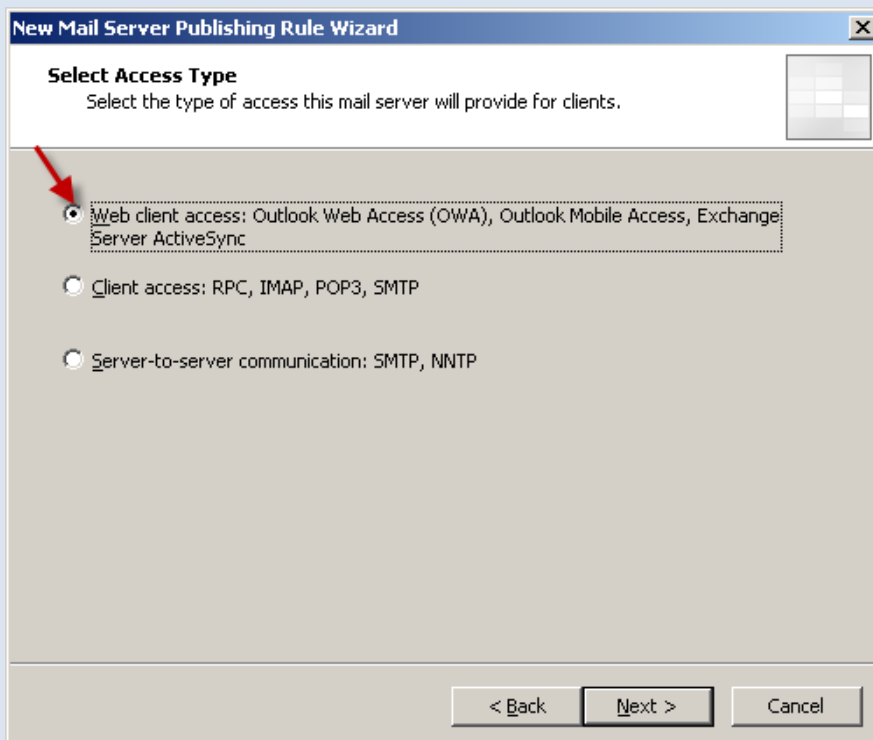 New Mail Server Publishing Rule Wizard
Select Access Type
Select the type of access this mail server will provide for clients.
Web client access: Outlook Web Access (OWA), Outlook Mobile Access, Exchange
Server ActiveSync
Client access: RPC, IMAP, POP3, SMTP
Server-to-server communication: SMTP, NNTP
< Back
Next >
Cancel